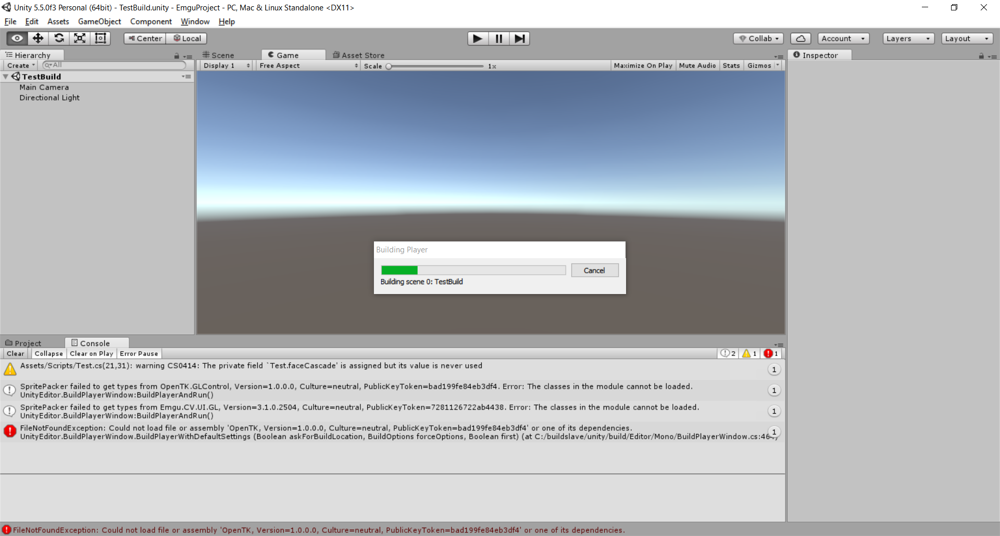 Unity 5.5.0f3 Personal (64bit) - TestBuild.unity - EmguProject - PC, Mac & Linux Standalone <DX11>
File Edit Assets GameObject Component Window Help
Center Local Collab Account Layers Layout
Hierarchy
Create All
TestBuild
Main Camera
Directional Light
Scene Game Asset Store
Display 1 Free Aspect Scale 1x Maximize On Play Mute Audio Stats Gizmos
Inspector
Building Player
Cancel
Building scene 0: TestBuild
Project Console
Clear Collapse Clear on Play Error Pause 2 1 1
Assets/Scripts/Test.cs(21,31): warning CS0414: The private field `Test.faceCascade' is assigned but its value is never used
1
SpritePacker failed to get types from OpenTK.GLControl, Version=1.0.0.0, Culture=neutral, PublicKeyToken=bad199fe84eb3df4. Error: The classes in the module cannot be loaded.
UnityEditor.BuildPlayerWindow:BuildPlayerAndRun()
1
SpritePacker failed to get types from Emgu.CV.UI.GL, Version=3.1.0.2504, Culture=neutral, PublicKeyToken=7281126722ab4438. Error: The classes in the module cannot be loaded.
UnityEditor.BuildPlayerWindow:BuildPlayerAndRun()
1
FileNotFoundException: Could not load file or assembly 'OpenTK, Version=1.0.0.0, Culture=neutral, PublicKeyToken=bad199fe84eb3df4' or one of its dependencies.
UnityEditor.BuildPlayerWindow.BuildPlayerWithDefaultSettings (Boolean askForBuildLocation, BuildOptions forceOptions, Boolean first) (at C:/buildslave/unity/build/Editor/Mono/BuildPlayerWindow.cs:464)
1
FileNotFoundException: Could not load file or assembly 'OpenTK, Version=1.0.0.0, Culture=neutral, PublicKeyToken=bad199fe84eb3df4' or one of its dependencies.